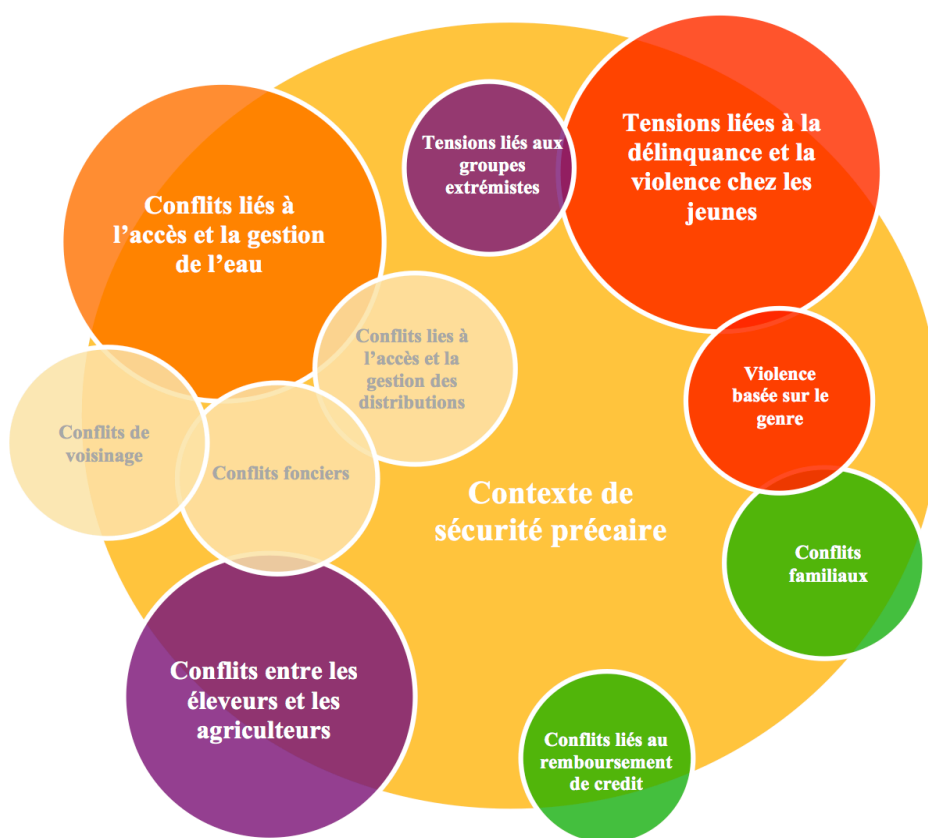 Tensions liés aux
groupes
extrémistes
Tensions liées à la
délinquance et la
violence chez les
jeunes
Conflits liés à
l’accès et la gestion
de l’eau
Conflits lies à
l’accès et la
gestion des
distributions
Violence
basée sur le
genre
Conflits de
voisinage
Conflits fonciers
Contexte de
sécurité précaire
Conflits
familiaux
Conflits entre les
éleveurs et les
agriculteurs
Conflits liés au
remboursement
de credit